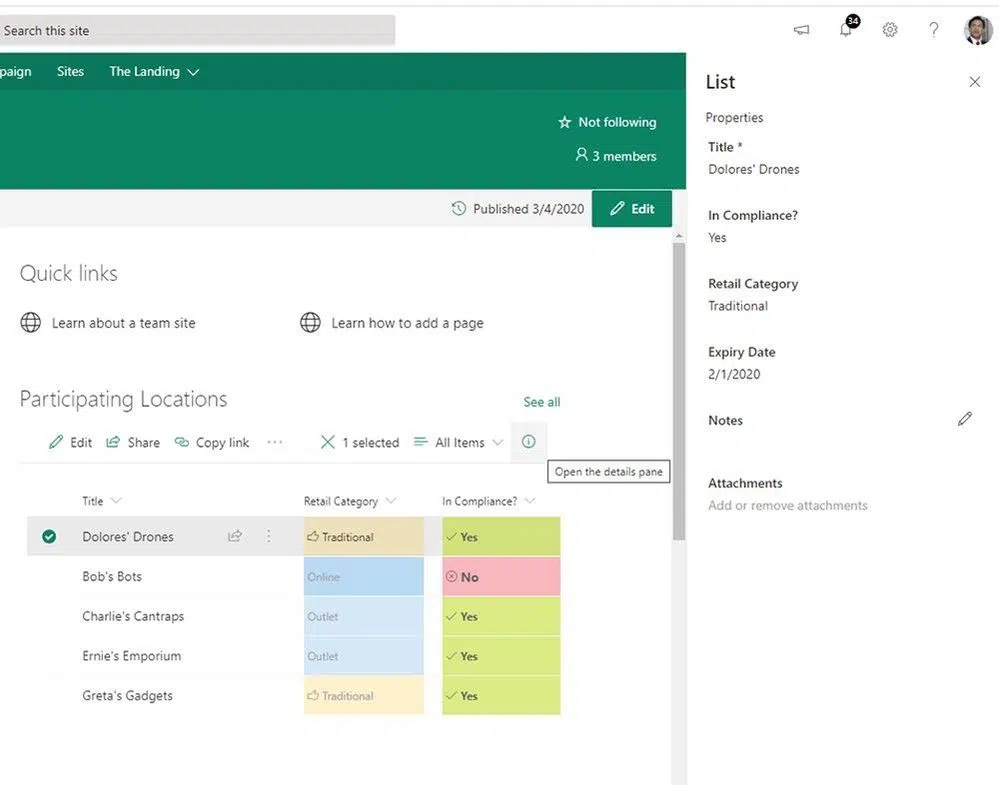 Search this site
34
?
paign Sites The Landing
Not following
3 members
Published 3/4/2020 Edit
Quick links
Learn about a team site Learn how to add a page
Participating Locations See all
Edit Share Copy link ... 1 selected All Items
Open the details pane
Title Retail Category In Compliance?
Dolores' Drones Traditional Yes
Bob's Bots Online No
Charlie's Cantraps Outlet Yes
Ernie's Emporium Outlet Yes
Greta's Gadgets Traditional Yes
List
Properties
Title *
Dolores' Drones
In Compliance?
Yes
Retail Category
Traditional
Expiry Date
2/1/2020
Notes
Attachments
Add or remove attachments